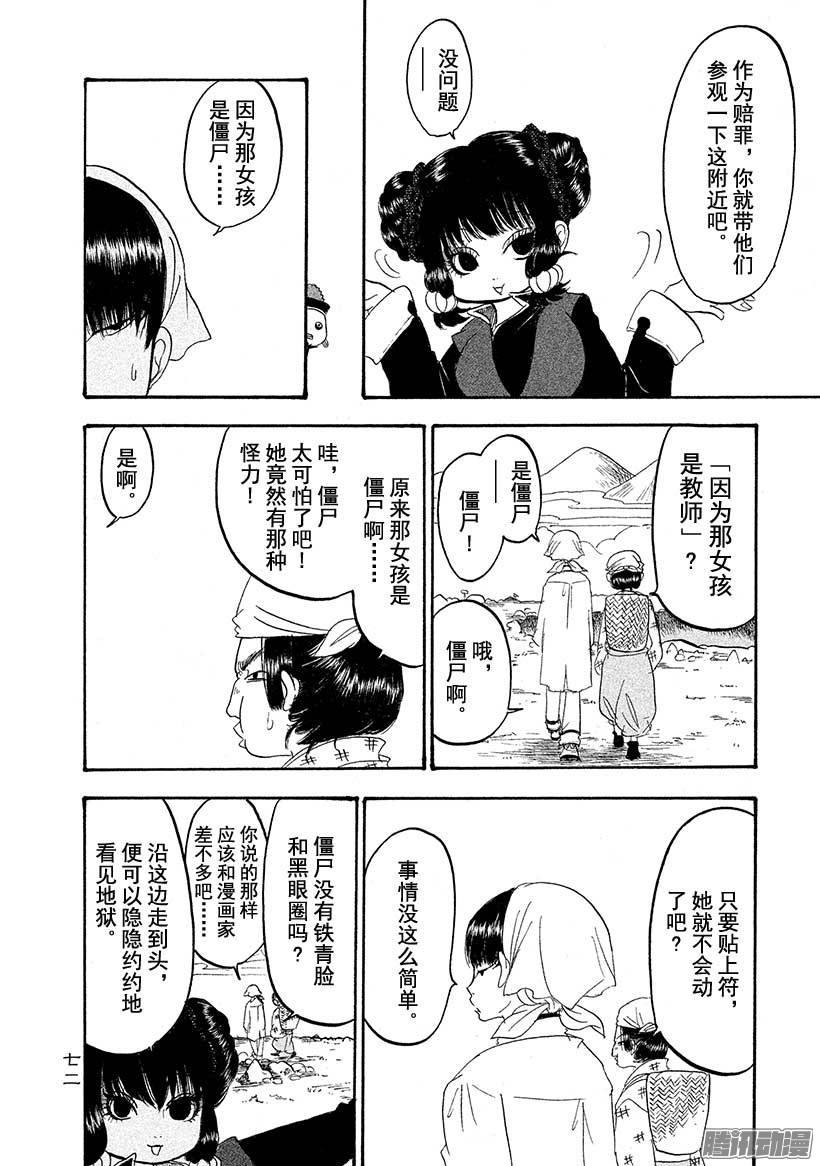 作为赔罪，你就带他们
参观一下这附近吧。
没问题
——
因为那女孩
是僵尸……
「因为那女孩
是教师」？
是僵尸
——
僵尸！
哦，
僵尸啊。
原来那女孩是
僵尸啊……
哇，僵尸
太可怕了吧！
她竟然有那种
怪力！
是啊。
只要贴上符，
她就不会动
了吧？
事情没这么简单。
僵尸没有铁青脸
和黑眼圈吗？
你说的那样
应该和漫画家
差不多吧……
沿这边走到头，
便可以隐隐约约地
看见地狱。
七二
腾讯动漫